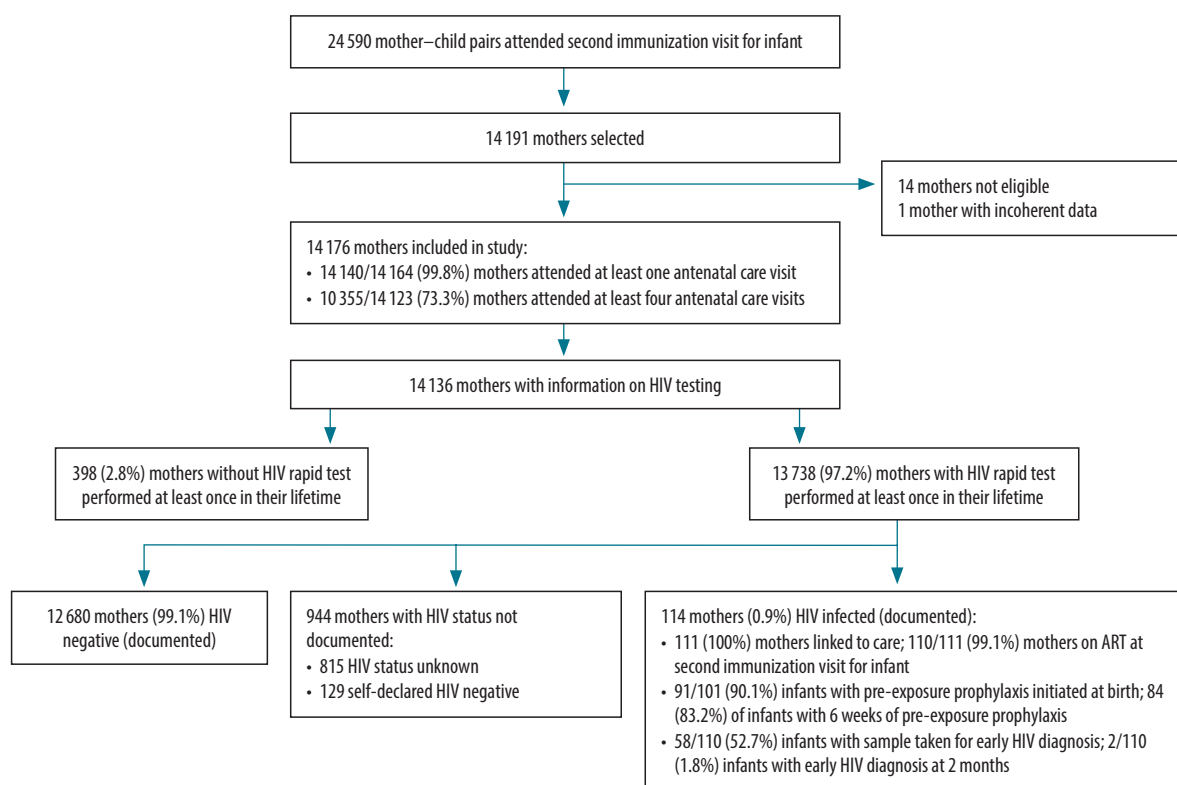 24 590 mother–child pairs attended second immunization visit for infant
14 191 mothers selected
14 mothers not eligible
1 mother with incoherent data
14 176 mothers included in study:
• 14 140/14 164 (99.8%) mothers attended at least one antenatal care visit
• 10 355/14 123 (73.3%) mothers attended at least four antenatal care visits
14 136 mothers with information on HIV testing
398 (2.8%) mothers without HIV rapid test
performed at least once in their lifetime
13 738 (97.2%) mothers with HIV rapid test
performed at least once in their lifetime
12 680 mothers (99.1%) HIV
negative (documented)
944 mothers with HIV status not
documented:
• 815 HIV status unknown
• 129 self-declared HIV negative
114 mothers (0.9%) HIV infected (documented):
• 111 (100%) mothers linked to care; 110/111 (99.1%) mothers on ART at
second immunization visit for infant
• 91/101 (90.1%) infants with pre-exposure prophylaxis initiated at birth; 84
(83.2%) of infants with 6 weeks of pre-exposure prophylaxis
• 58/110 (52.7%) infants with sample taken for early HIV diagnosis; 2/110
(1.8%) infants with early HIV diagnosis at 2 months